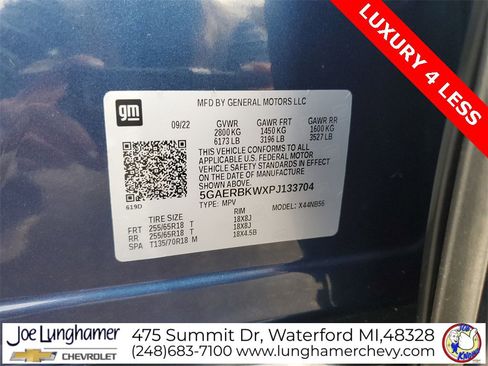 LUXURY 4 LESS
gm
MFD BY GENERAL MOTORS LLC
09/22
GVWR GAWR FRT GAWR RR
2800 KG 1450 KG 1600 KG
6173 LB 3196 LB 3527 LB
THIS VEHICLE CONFORMS TO ALL
APPLICABLE U.S. FEDERAL MOTOR
VEHICLE SAFETY STANDARDS IN
EFFECT ON THE DATE OF
MANUFACTURE SHOWN ABOVE.
5GAERBKWXPJ133704
TYPE: MPV MODEL: X44NB56
619D
TIRE SIZE RIM
FRT 255/65R18 T 18X8J
RR 255/65R18 T 18X8J
SPA T135/70R18 M 18X4.5B
Joe Lunghamer
CHEVROLET
475 Summit Dr, Waterford MI,48328
(248)683-7100 www.lunghamerchevy.com